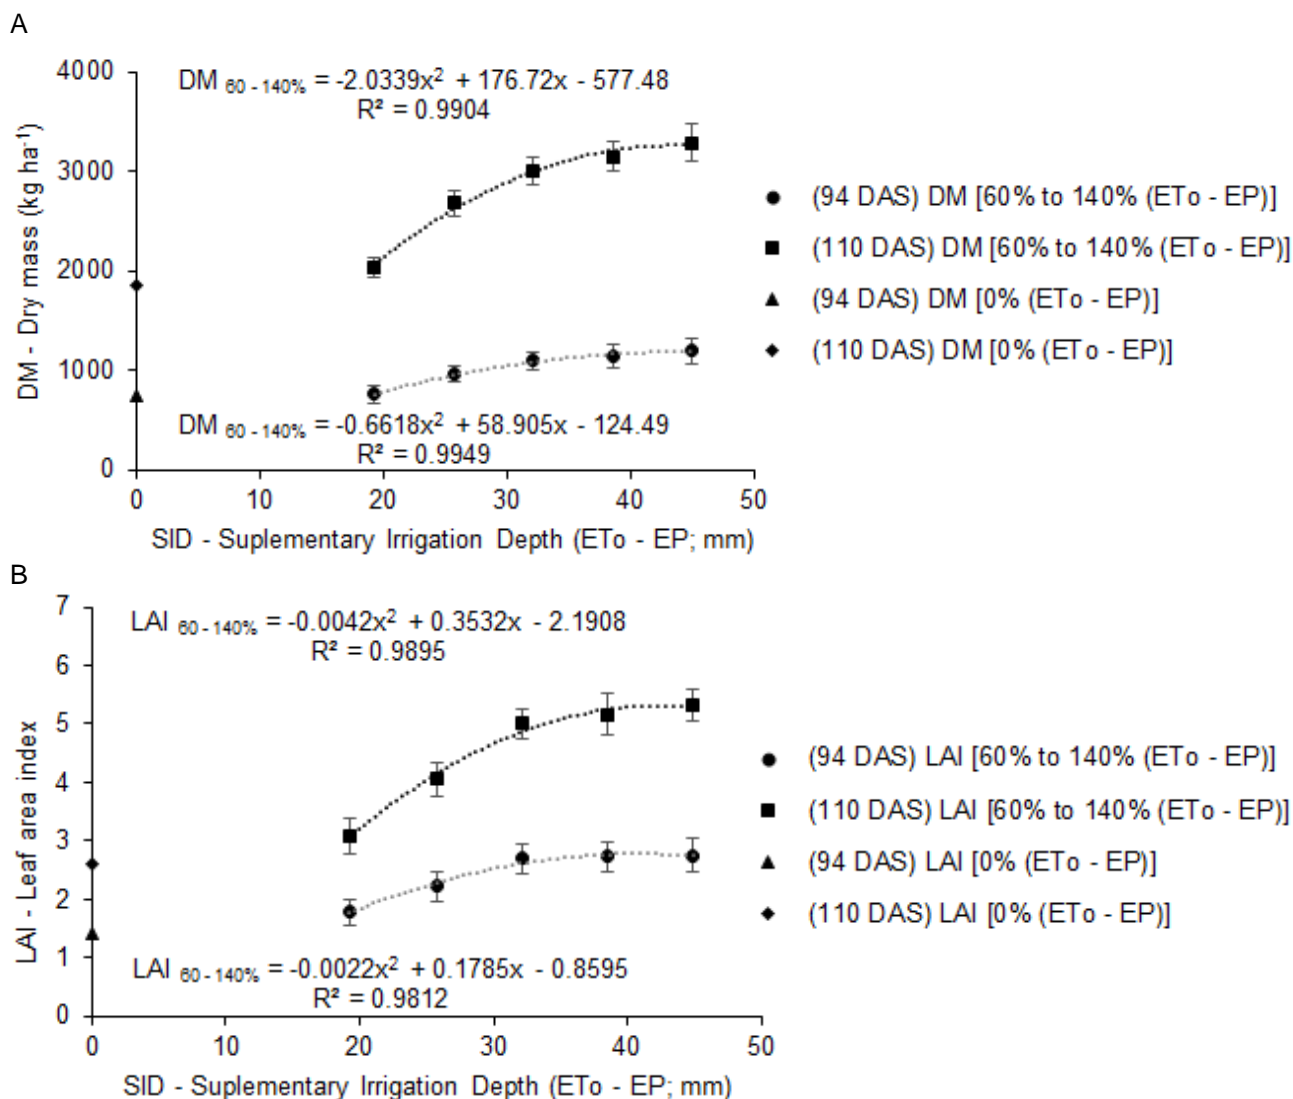 A
DM 60 - 140% = -2.0339x² + 176.72x - 577.48
R² = 0.9904
4000
3000
2000
1000
0
DM - Dry mass (kg ha⁻¹)
DM 60 - 140% = -0.6618x² + 58.905x - 124.49
R² = 0.9949
0 10 20 30 40 50
SID - Suplementary Irrigation Depth (ETo - EP; mm)
(94 DAS) DM [60% to 140% (ETo - EP)]
(110 DAS) DM [60% to 140% (ETo - EP)]
(94 DAS) DM [0% (ETo - EP)]
(110 DAS) DM [0% (ETo - EP)]
B
LAI 60 - 140% = -0.0042x² + 0.3532x - 2.1908
R² = 0.9895
7
6
5
4
3
2
1
0
LAI - Leaf area index
LAI 60 - 140% = -0.0022x² + 0.1785x - 0.8595
R² = 0.9812
0 10 20 30 40 50
SID - Suplementary Irrigation Depth (ETo - EP; mm)
(94 DAS) LAI [60% to 140% (ETo - EP)]
(110 DAS) LAI [60% to 140% (ETo - EP)]
(94 DAS) LAI [0% (ETo - EP)]
(110 DAS) LAI [0% (ETo - EP)]